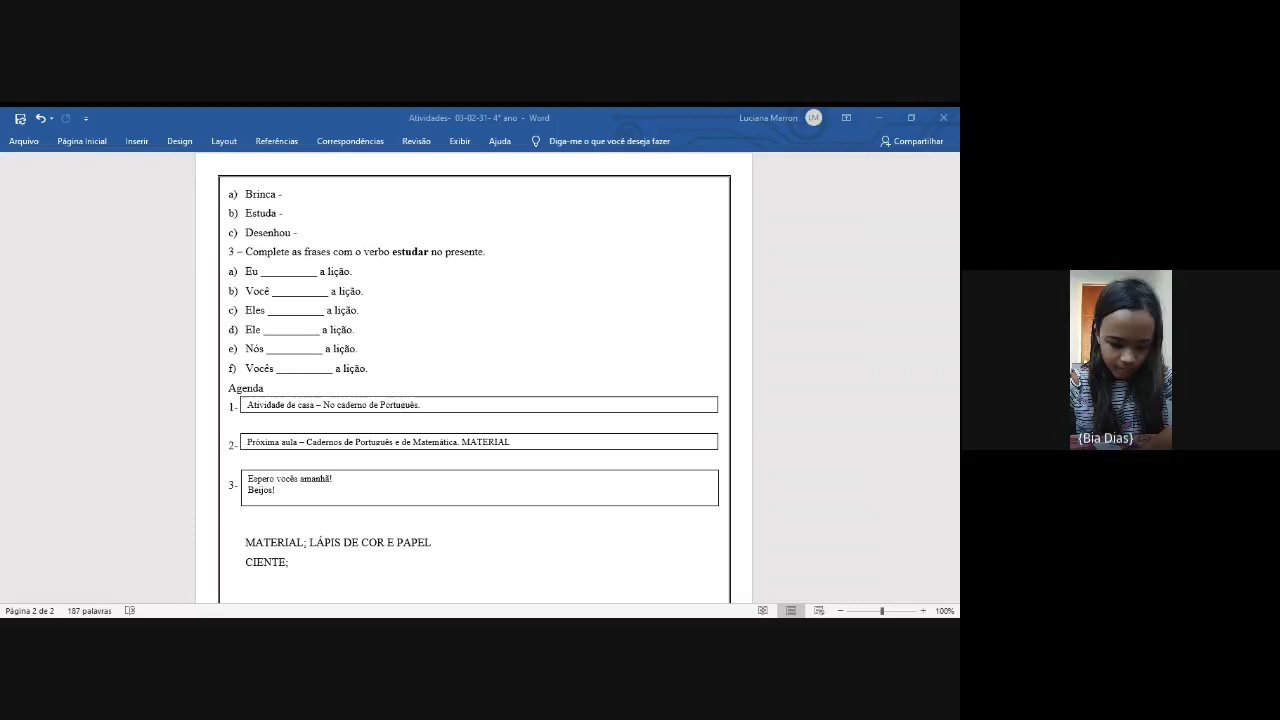 Atividades- 03-02-31- 4° ano - Word
Luciana Marron
LM
Arquivo Página Inicial Inserir Design Layout Referências Correspondências Revisão Exibir Ajuda Diga-me o que você deseja fazer Compartilhar
a) Brinca -
b) Estuda -
c) Desenhou -
3 – Complete as frases com o verbo estudar no presente.
a) Eu __________ a lição.
b) Você __________ a lição.
c) Eles __________ a lição.
d) Ele __________ a lição.
e) Nós __________ a lição.
f) Vocês __________ a lição.
Agenda
1- Atividade de casa – No caderno de Português.
2- Próxima aula – Cadernos de Português e de Matemática. MATERIAL
3- Espero vocês amanhã!
Beijos!
MATERIAL; LÁPIS DE COR E PAPEL
CIENTE;
Página 2 de 2 187 palavras
100%
{Bia Dias}